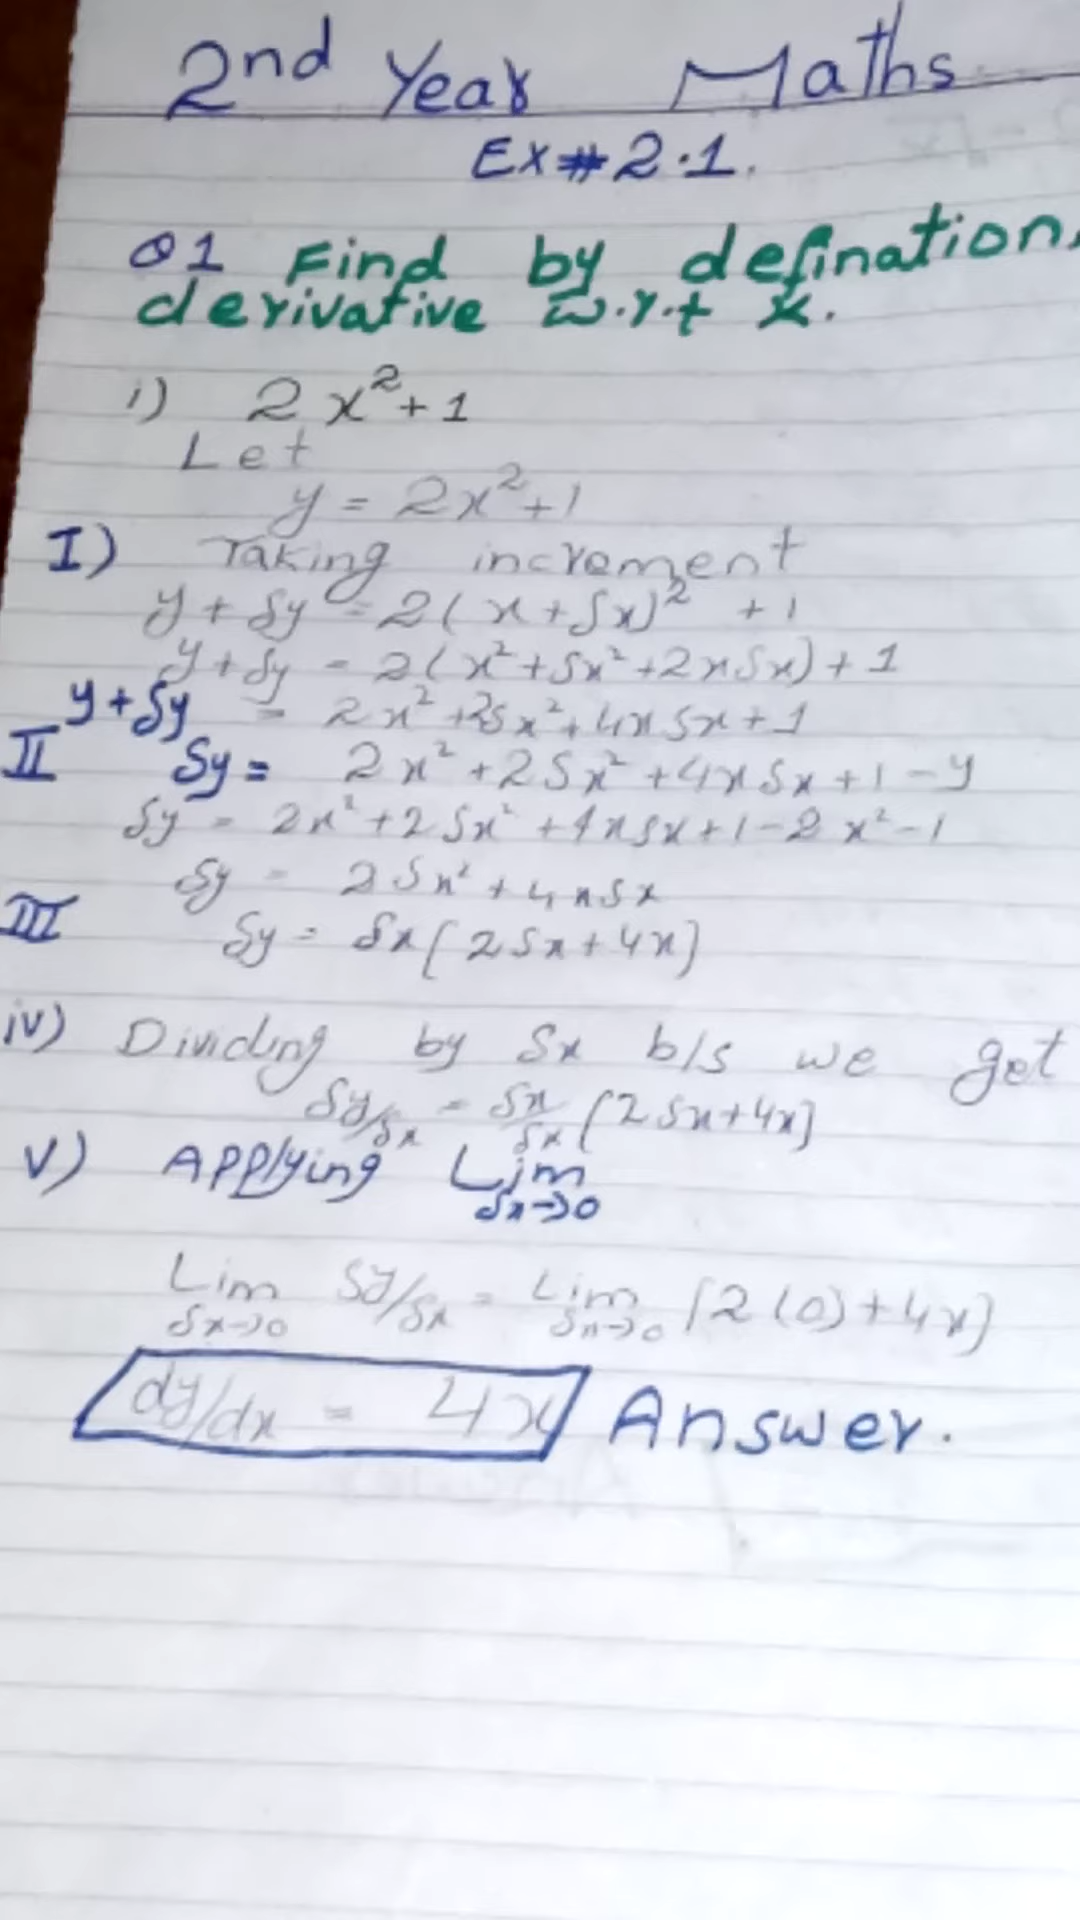 2nd Year Maths
EX#2.1.
Q1 Find by defination,
derivative w.r.t x.
i) 2x²+1
Let
y = 2x²+1
I) Taking increment
y+δy = 2(x+δx)² +1
y+δy = 2(x²+δx²+2xδx)+1
y+δy = 2x²+2δx²+4xδx+1
II δy = 2x²+2δx²+4xδx+1-y
δy = 2x²+2δx²+4xδx+1-2x²-1
δy = 2δx²+4xδx
III δy = δx[2δx+4x]
iv) Dividing by δx b/s we get
δy/δx = δx/δx [2δx+4x]
v) Applying Lim δx→0
Lim δx→0 δy/δx = Lim δx→0 [2(0)+4x]
dy/dx = 4x Answer.